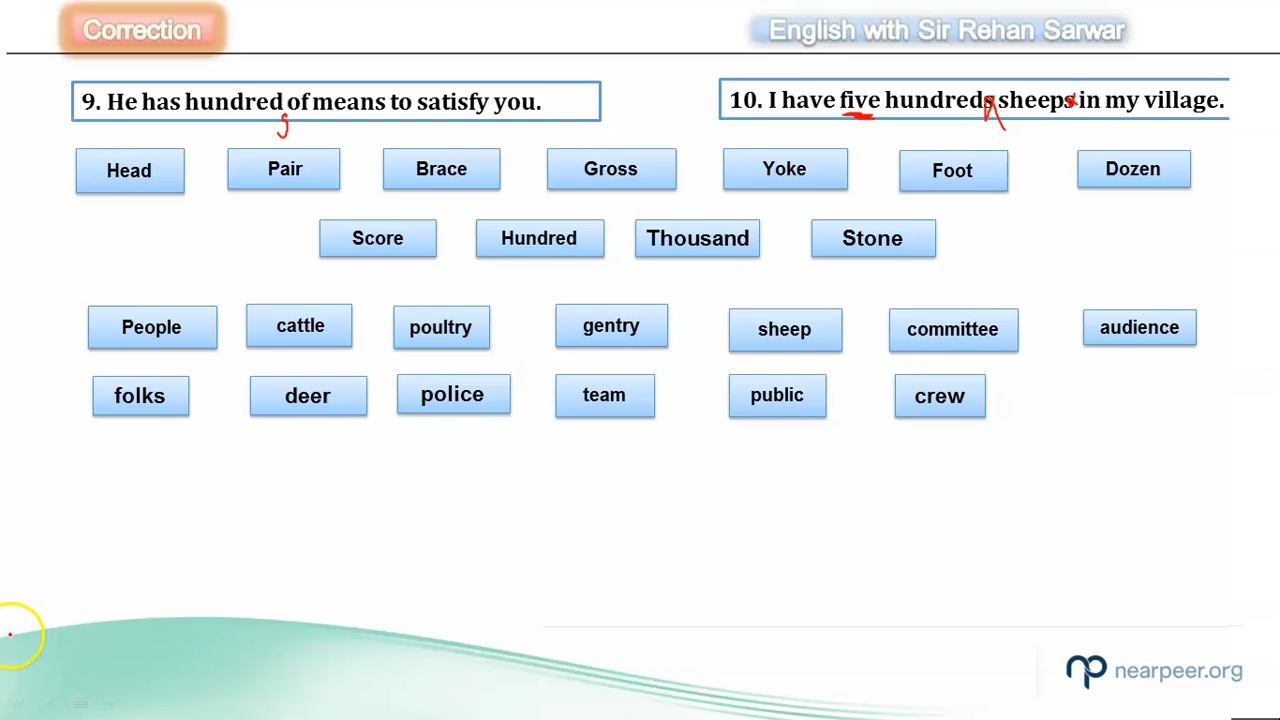 Correction
English with Sir Rehan Sarwar
9. He has hundred of means to satisfy you.
s
10. I have five hundreds sheeps in my village.
Head Pair Brace Gross Yoke Foot Dozen
Score Hundred Thousand Stone
People cattle poultry gentry sheep committee audience
folks deer police team public crew
nearpeer.org